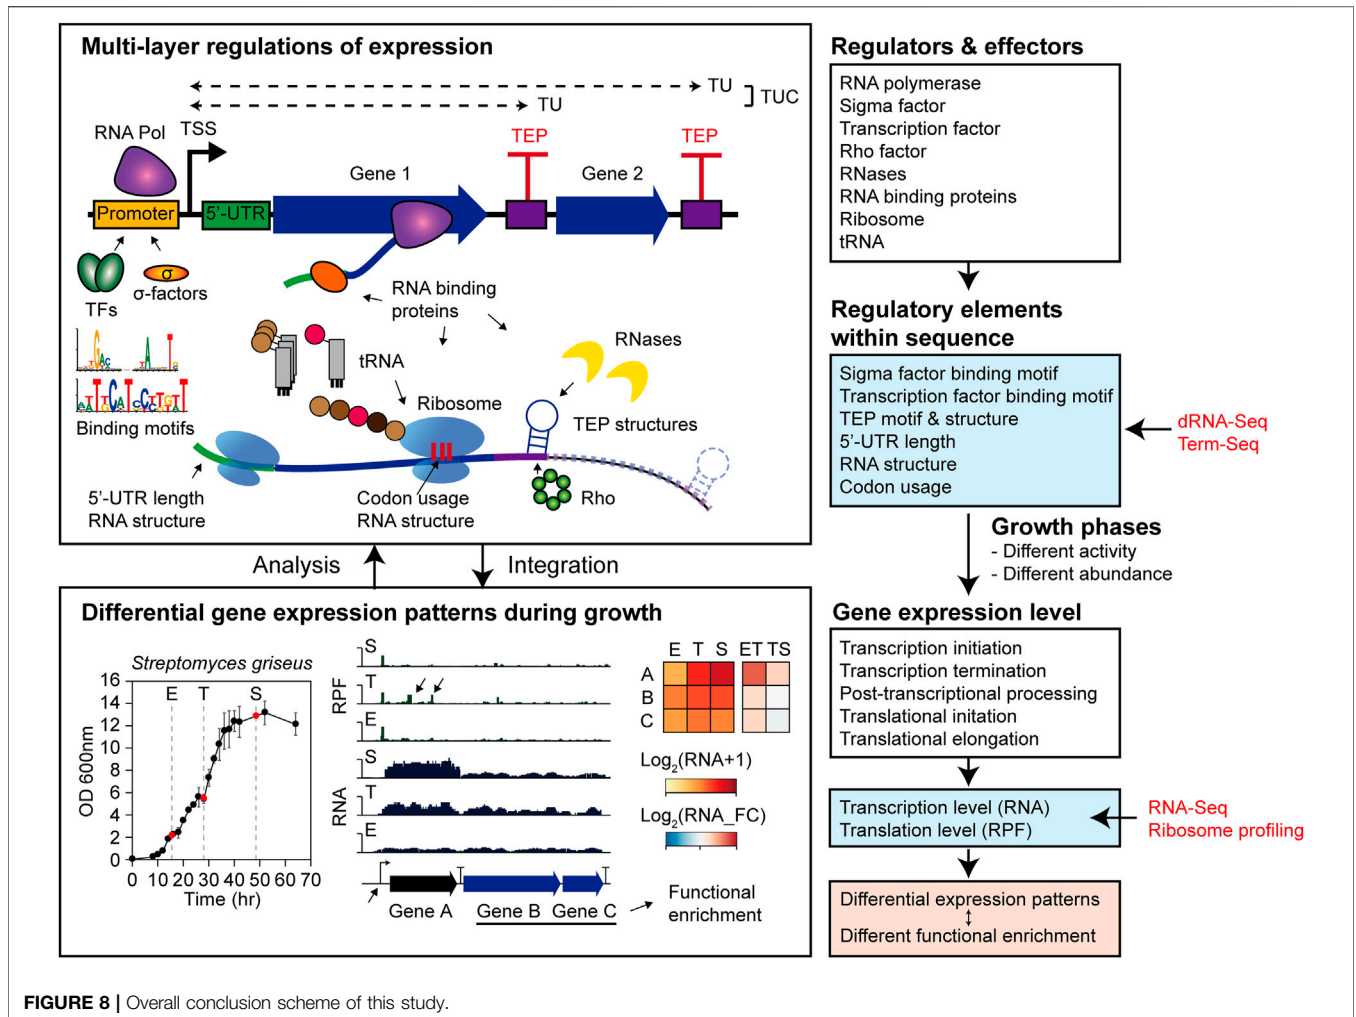 Multi-layer regulations of expression
TU
TU
TUC
RNA Pol
TSS
TEP
TEP
Gene 1
Gene 2
Promoter
5'-UTR
TFs
σ
σ-factors
RNA binding
proteins
tRNA
RNases
Ribosome
TEP structures
Binding motifs
5'-UTR length
RNA structure
Codon usage
RNA structure
Rho
Analysis
Integration
Differential gene expression patterns during growth
Streptomyces griseus
OD 600nm
16
14
12
10
8
6
4
2
0
E T S
0 10 20 30 40 50 60 70
Time (hr)
RPF
S
T
E
RNA
S
T
E
Gene A
Gene B
Gene C
T
T
Functional
enrichment
E T S ET TS
A
B
C
Log2(RNA+1)
Log2(RNA_FC)
Regulators & effectors
RNA polymerase
Sigma factor
Transcription factor
Rho factor
RNases
RNA binding proteins
Ribosome
tRNA
Regulatory elements
within sequence
Sigma factor binding motif
Transcription factor binding motif
TEP motif & structure
5'-UTR length
RNA structure
Codon usage
dRNA-Seq
Term-Seq
Growth phases
- Different activity
- Different abundance
Gene expression level
Transcription initiation
Transcription termination
Post-transcriptional processing
Translational initation
Translational elongation
Transcription level (RNA)
Translation level (RPF)
RNA-Seq
Ribosome profiling
Differential expression patterns
Different functional enrichment
FIGURE 8 | Overall conclusion scheme of this study.